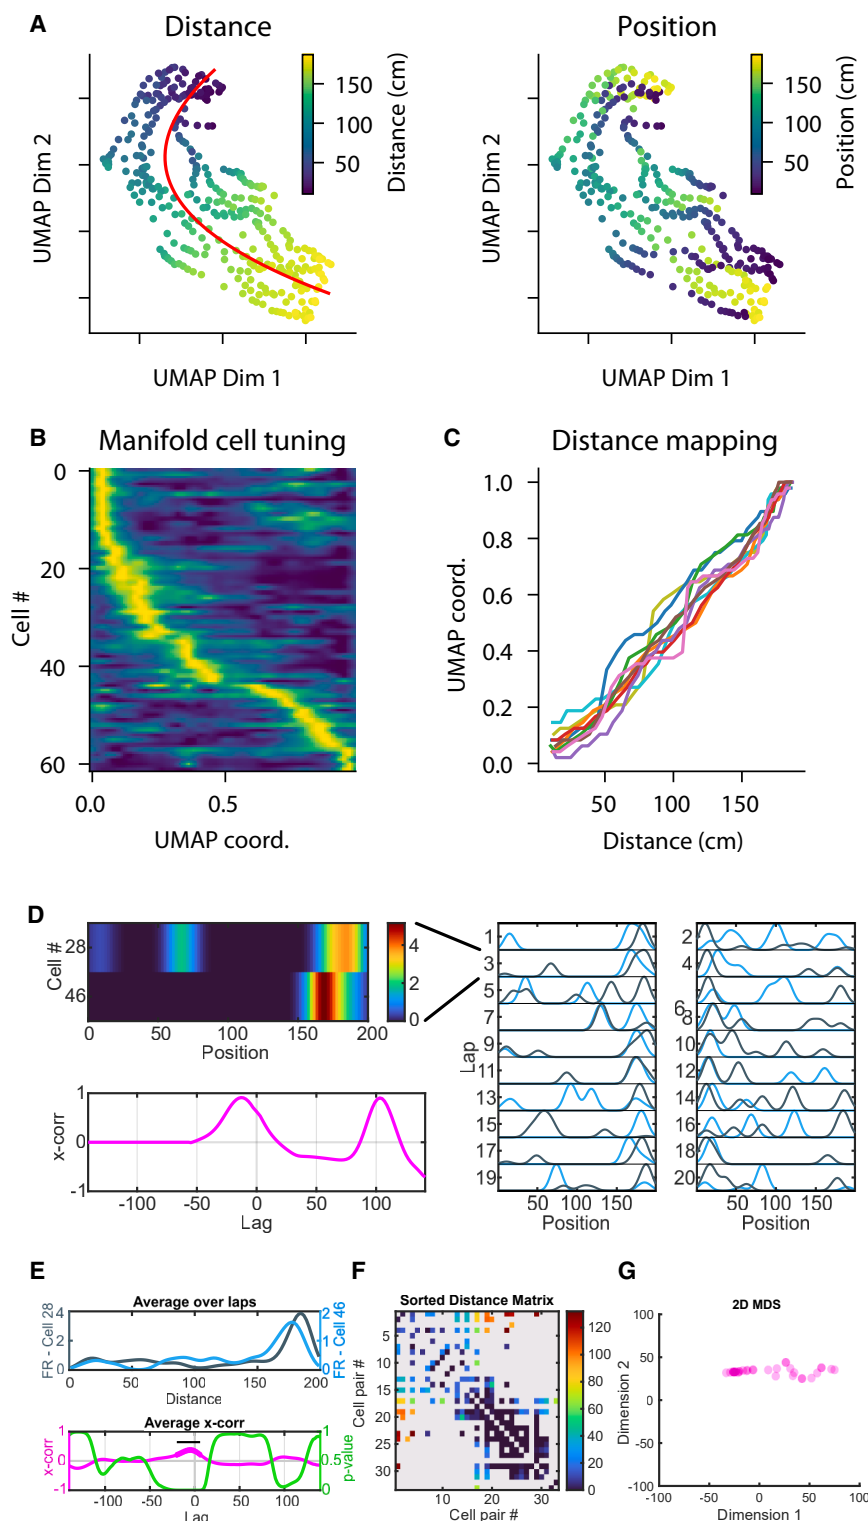 A
Distance
Position
UMAP Dim 2
150
100
50
Distance (cm)
UMAP Dim 1
UMAP Dim 2
150
100
50
Position (cm)
UMAP Dim 1
B
Manifold cell tuning
Cell #
0
20
40
60
0.0
0.5
UMAP coord.
C
Distance mapping
UMAP coord.
1.0
0.8
0.6
0.4
0.2
0.0
50
100
150
Distance (cm)
D
Cell #
28
46
0
50
100
150
200
Position
4
2
0
x-corr
1
0
-1
-100
-50
0
50
100
Lag
Lap
1
3
5
7
9
11
13
15
17
19
50
100
150
Position
2
4
6
8
10
12
14
16
18
20
50
100
150
Position
E
Average over laps
FR - Cell 28
4
2
0
2
1
0
FR - Cell 46
0
50
100
150
200
Distance
Average x-corr
x-corr
1
0
-1
1
0.5
0
p-value
-100
-50
0
50
100
Lag
F
Sorted Distance Matrix
Cell pair #
5
10
15
20
25
30
10
20
30
Cell pair #
120
100
80
60
40
20
0
G
2D MDS
Dimension 2
100
50
0
-50
-100
-100
-50
0
50
100
Dimension 1